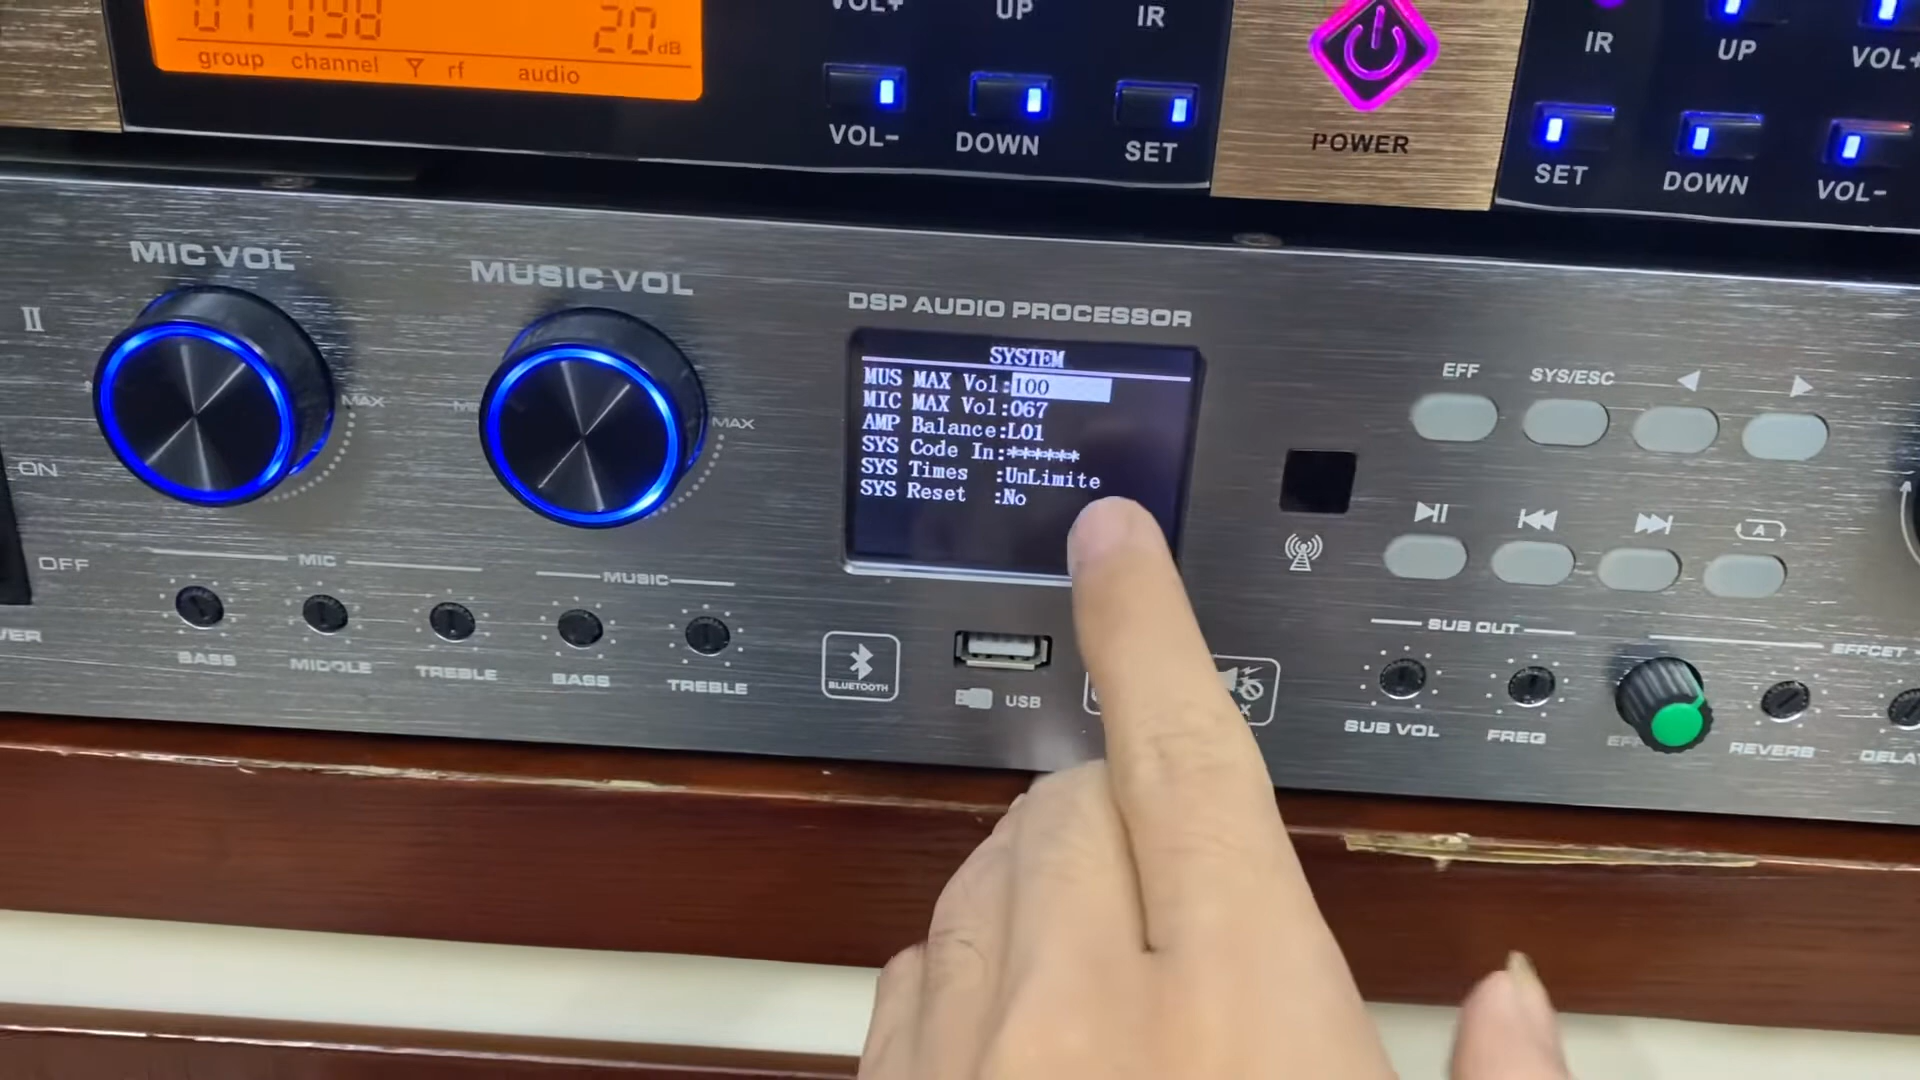 01 098 20 dB
group channel rf audio
VOL+ UP IR
VOL- DOWN SET
POWER
IR UP VOL+
SET DOWN VOL-
II
MIC VOL
MAX
MUSIC VOL
MAX
ON
OFF
DSP AUDIO PROCESSOR
SYSTEM
MUS MAX Vol:100
MIC MAX Vol:067
AMP Balance:L01
SYS Code In:******
SYS Times :UnLimite
SYS Reset :No
EFF SYS/ESC
A
MIC
BASS MIDDLE TREBLE
MUSIC
BASS TREBLE
BLUETOOTH
USB
SUB OUT
SUB VOL FREQ
EFFCET
REVERB